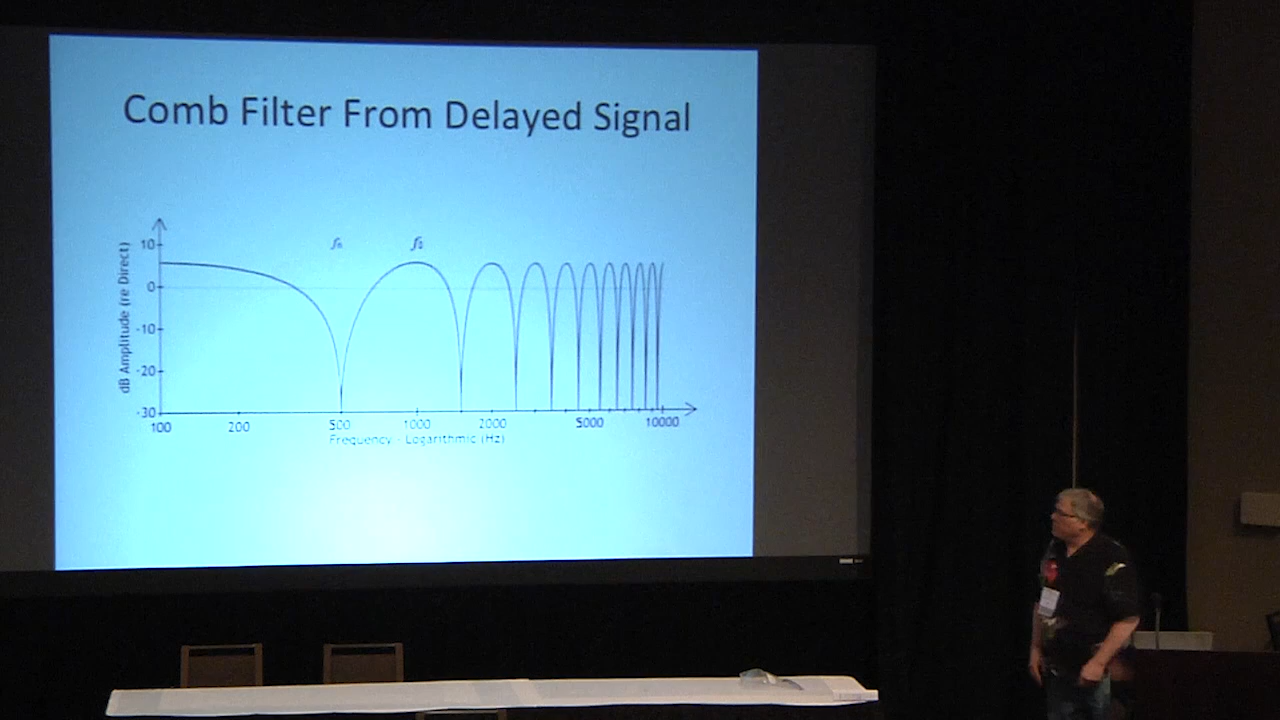 Comb Filter From Delayed Signal
10
0
-10
-20
-30
dB Amplitude (re Direct)
100 200 500 1000 2000 5000 10000
Frequency - Logarithmic (Hz)